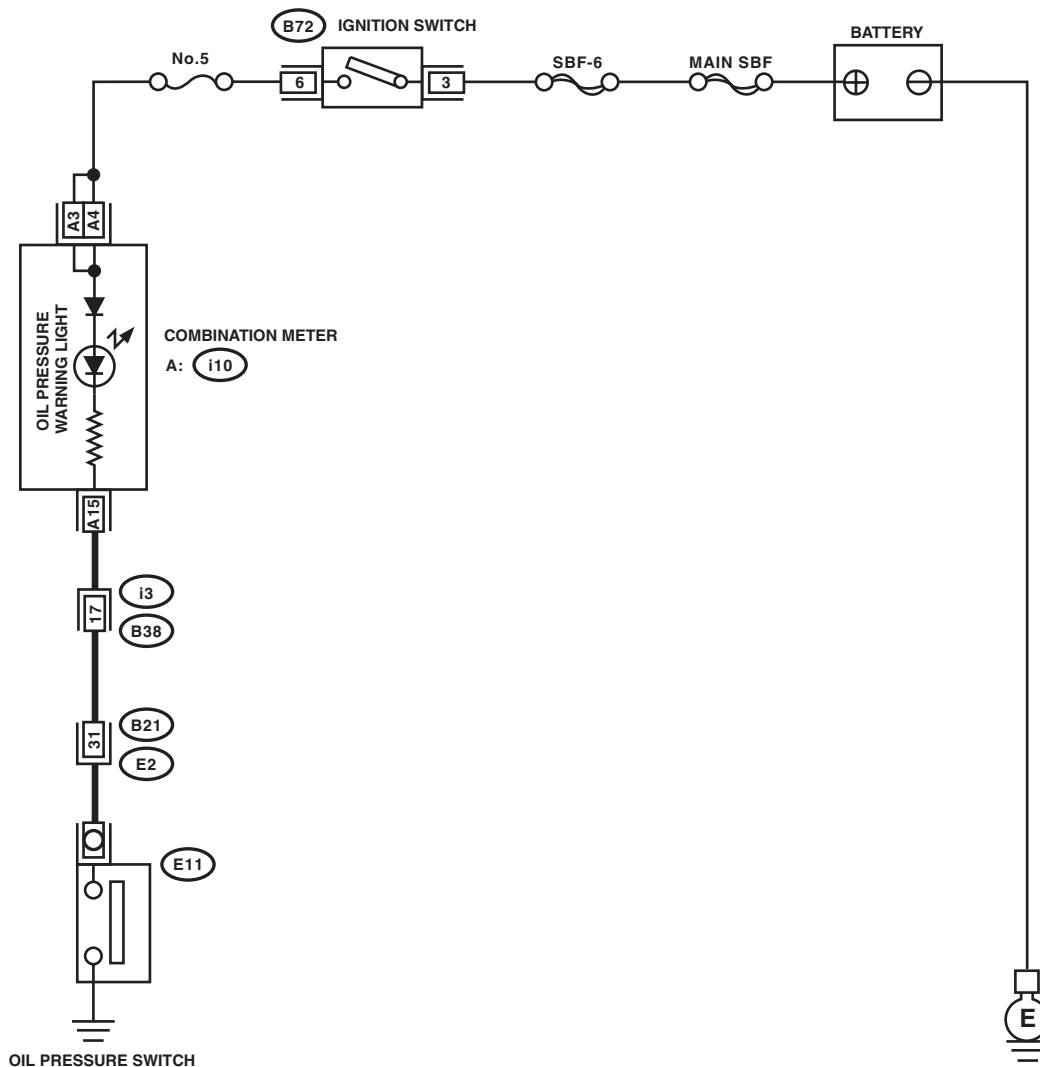 B72 IGNITION SWITCH
BATTERY
No.5
6
3
SBF-6
MAIN SBF
A3
A4
OIL PRESSURE
WARNING LIGHT
COMBINATION METER
A: i10
A15
17
i3
B38
31
B21
E2
E11
E
OIL PRESSURE SWITCH